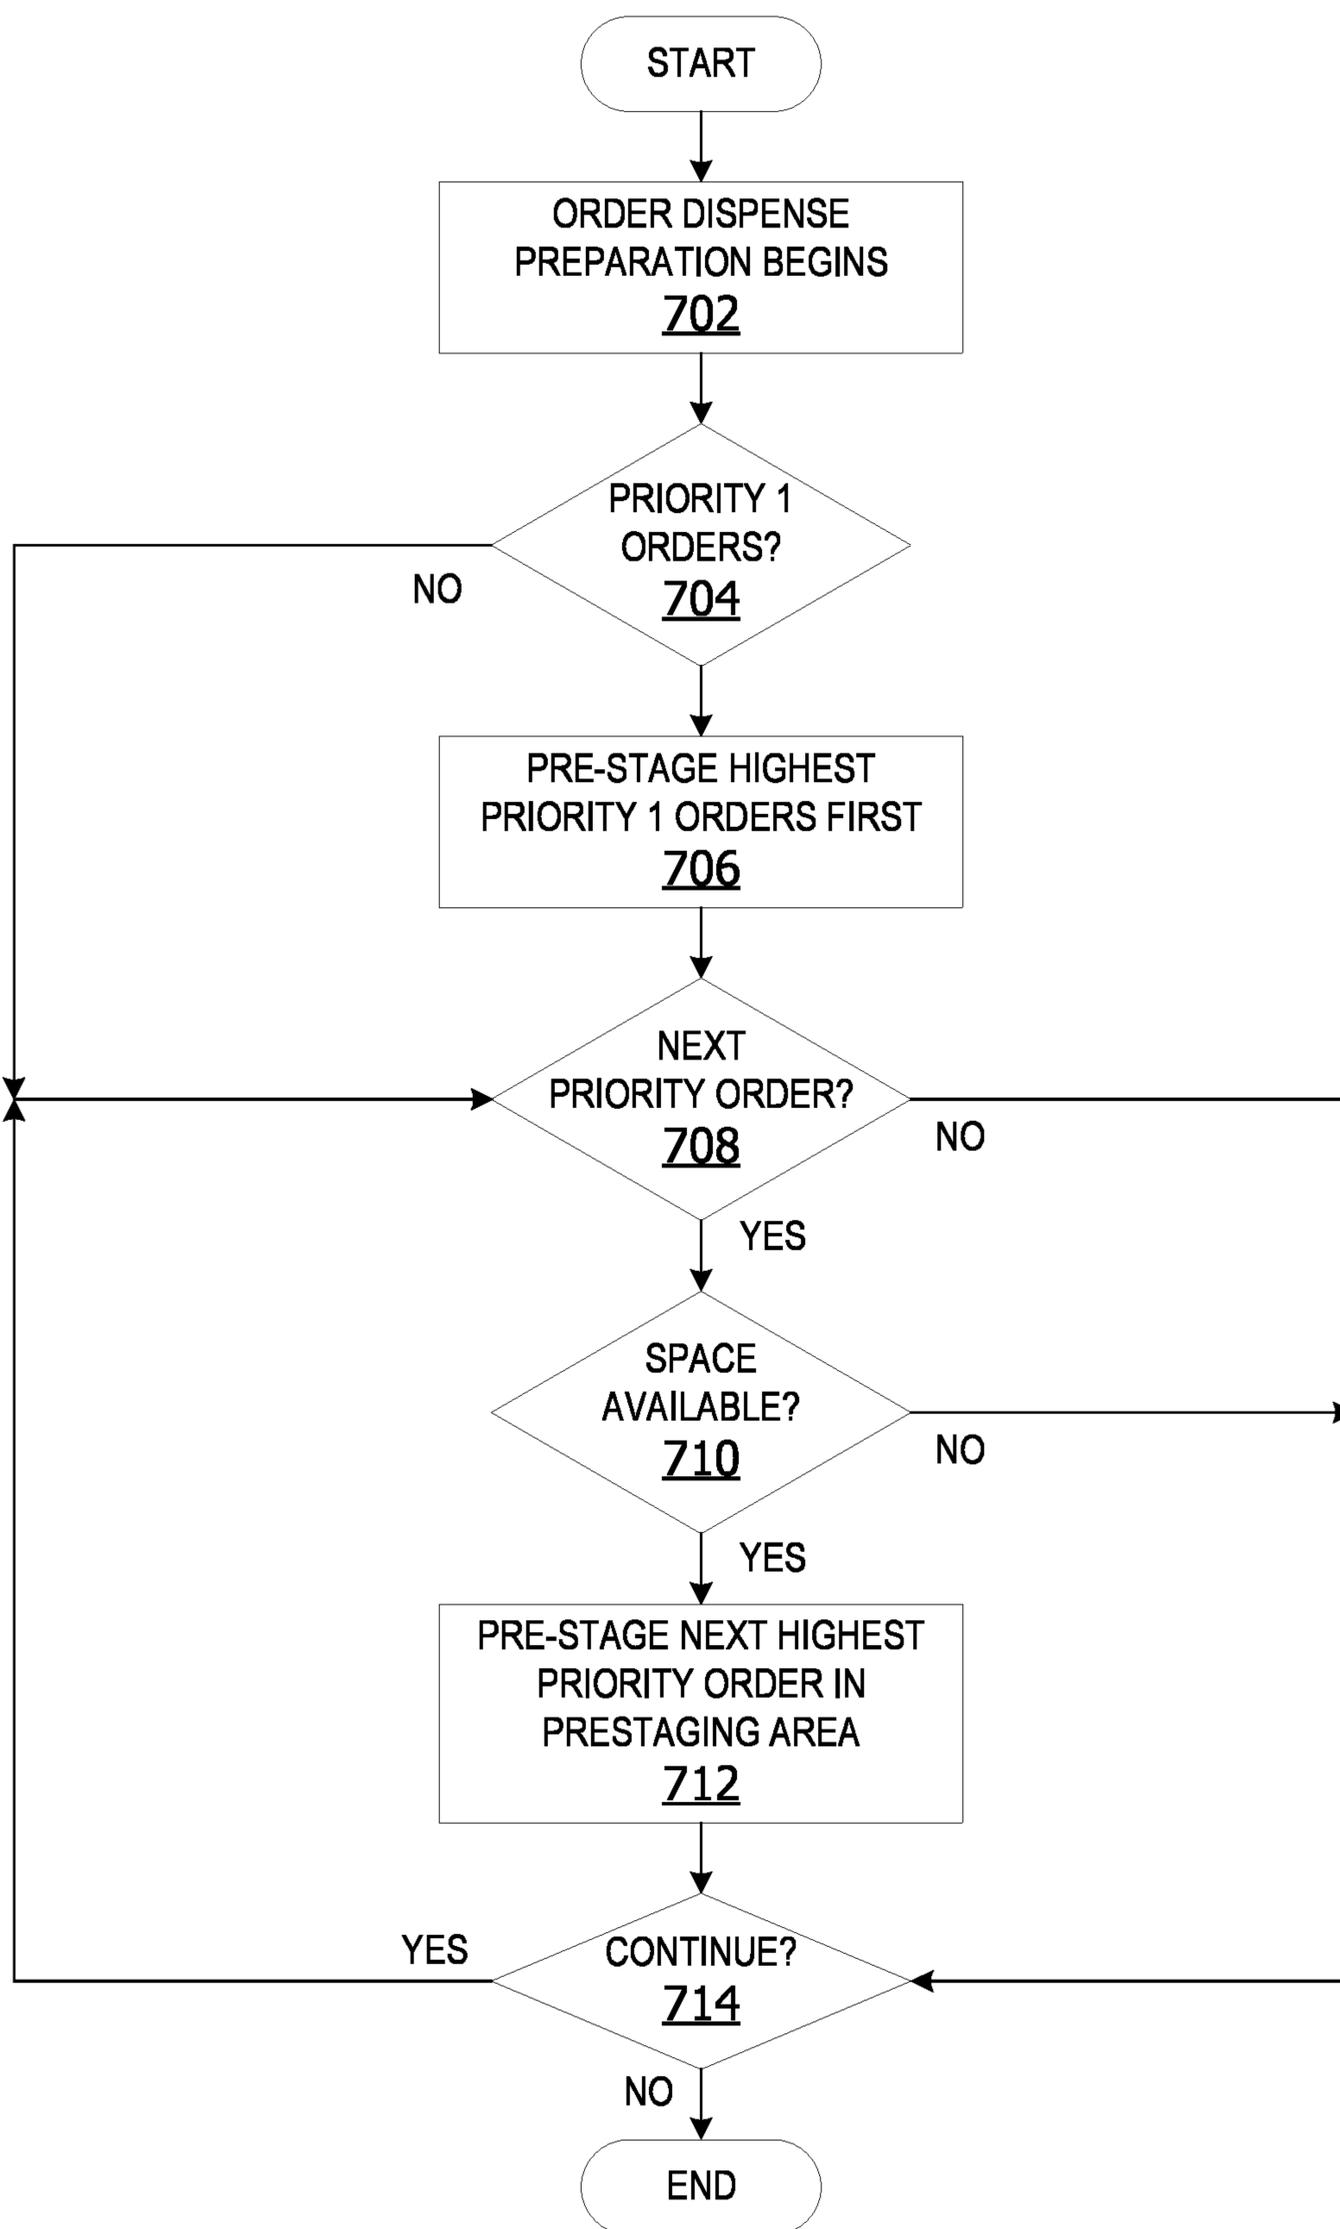 START
ORDER DISPENSE
PREPARATION BEGINS
702
PRIORITY 1
ORDERS?
704
NO
PRE-STAGE HIGHEST
PRIORITY 1 ORDERS FIRST
706
NEXT
PRIORITY ORDER?
708
NO
YES
SPACE
AVAILABLE?
710
NO
YES
PRE-STAGE NEXT HIGHEST
PRIORITY ORDER IN
PRESTAGING AREA
712
YES
CONTINUE?
714
NO
END